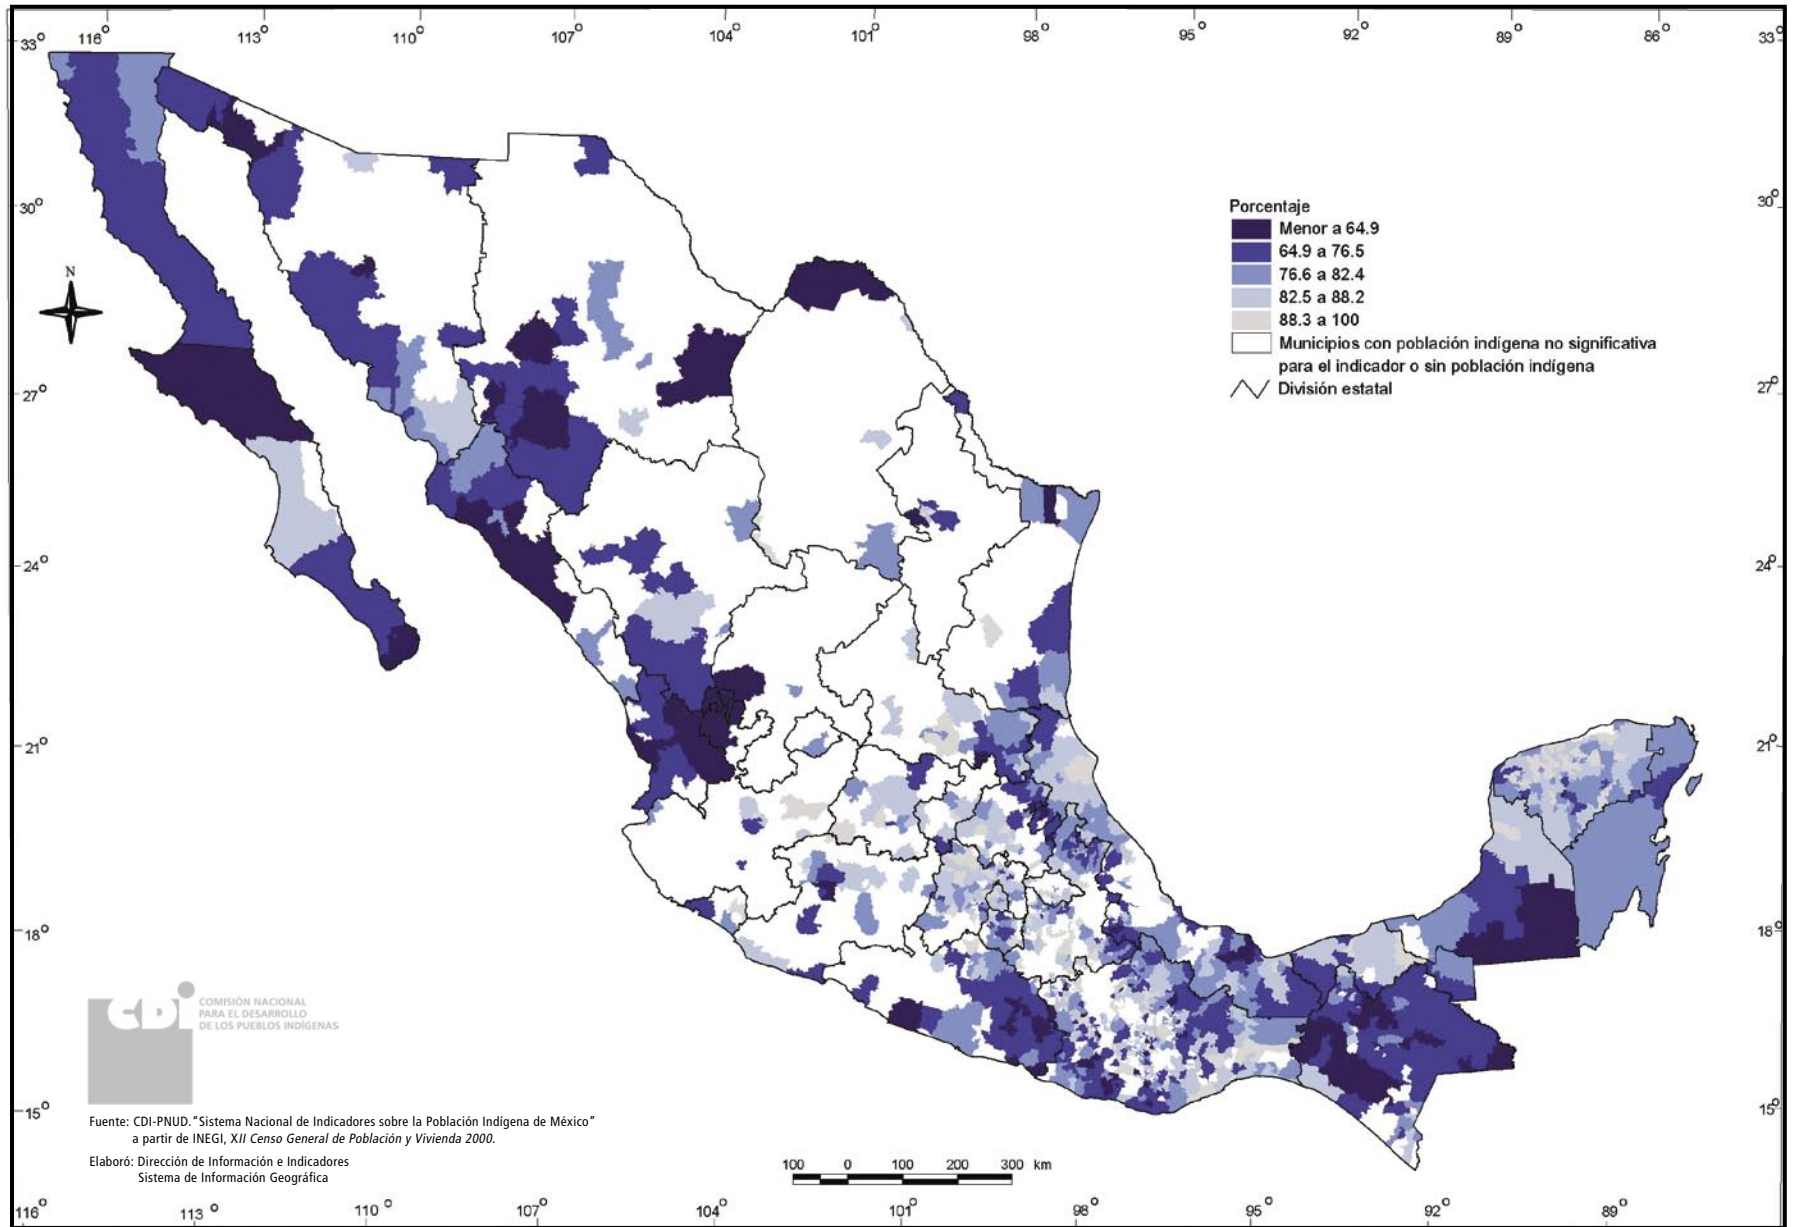 116° 113° 110° 107° 104° 101° 98° 95° 92° 89° 86°
33° 33°
30° 30°
27° 27°
24° 24°
21° 21°
18° 18°
15° 15°
N
Porcentaje
Menor a 64.9
64.9 a 76.5
76.6 a 82.4
82.5 a 88.2
88.3 a 100
Municipios con población indígena no significativa
para el indicador o sin población indígena
División estatal
CDI
COMISIÓN NACIONAL
PARA EL DESARROLLO
DE LOS PUEBLOS INDÍGENAS
Fuente: CDI-PNUD. "Sistema Nacional de Indicadores sobre la Población Indígena de México"
a partir de INEGI, XII Censo General de Población y Vivienda 2000.
Elaboró: Dirección de Información e Indicadores
Sistema de Información Geográfica
100 0 100 200 300 km
116° 113° 110° 107° 104° 101° 98° 95° 92° 89°